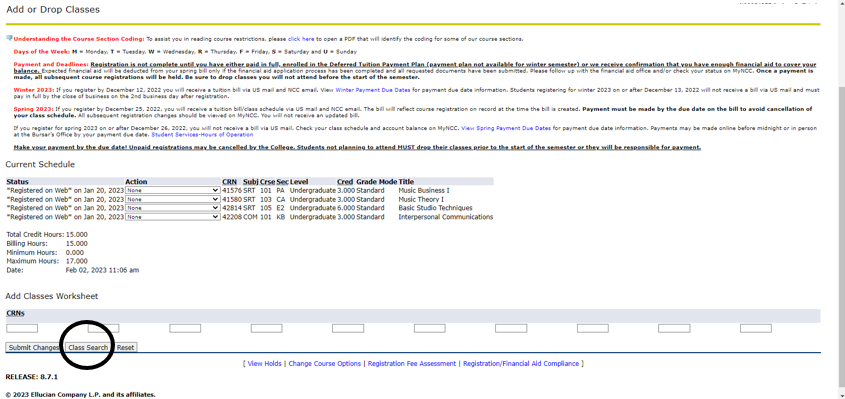 Add or Drop Classes
Understanding the Course Section Coding: To assist you in reading course restrictions, please click here to open a PDF that will identify the coding for some of our course sections.
Days of the Week: M = Monday, T = Tuesday, W = Wednesday, R = Thursday, F = Friday, S = Saturday and U = Sunday
Payment and Deadlines: Registration is not complete until you have either paid in full, enrolled in the Deferred Tuition Payment Plan (payment plan not available for winter semester) or we receive confirmation that you have enough financial aid to cover your
balance. Expected financial aid will be deducted from your spring bill only if the financial aid application process has been completed and all requested documents have been submitted. Please follow up with the financial aid office and/or check your status on MyNCC. Once a payment is
made, all subsequent course registrations will be held. Be sure to drop classes you will not attend before the start of the semester.
Winter 2023: If you register by December 12, 2022 you will receive a tuition bill via US mail and NCC email. View Winter Payment Due Dates for payment due date information. Students registering for winter 2023 on or after December 13, 2022 will not receive a bill via US mail and must
pay in full by the close of business on the 2nd business day after registration.
Spring 2023: If you register by December 25, 2022, you will receive a tuition bill/class schedule via US mail and NCC email. The bill will reflect course registration on record at the time the bill is created. Payment must be made by the due date on the bill to avoid cancellation of
your class schedule. All subsequent registration changes should be viewed on MyNCC. You will not receive an updated bill.
If you register for spring 2023 on or after December 26, 2022, you will not receive a bill via US mail. Check your class schedule and account balance on MyNCC. View Spring Payment Due Dates for payment due date information. Payments may be made online before midnight or in person
at the Bursar's Office by your payment due date. Student Services-Hours of Operation
Make your payment by the due date! Unpaid registrations may be cancelled by the College. Students not planning to attend MUST drop their classes prior to the start of the semester or they will be responsible for payment.
Current Schedule
Status Action CRN Subj Crse Sec Level Cred Grade Mode Title
"Registered on Web" on Jan 20, 2023 None 41576 SRT 101 PA Undergraduate 3.000 Standard Music Business I
"Registered on Web" on Jan 20, 2023 None 41580 SRT 103 CA Undergraduate 3.000 Standard Music Theory I
"Registered on Web" on Jan 20, 2023 None 42814 SRT 105 E2 Undergraduate 6.000 Standard Basic Studio Techniques
"Registered on Web" on Jan 20, 2023 None 42208 COM 101 KB Undergraduate 3.000 Standard Interpersonal Communications
Total Credit Hours: 15.000
Billing Hours: 15.000
Minimum Hours: 0.000
Maximum Hours: 17.000
Date: Feb 02, 2023 11:06 am
Add Classes Worksheet
CRNs
Submit Changes Class Search Reset
[ View Holds | Change Course Options | Registration Fee Assessment | Registration/Financial Aid Compliance ]
RELEASE: 8.7.1
© 2023 Ellucian Company L.P. and its affiliates.